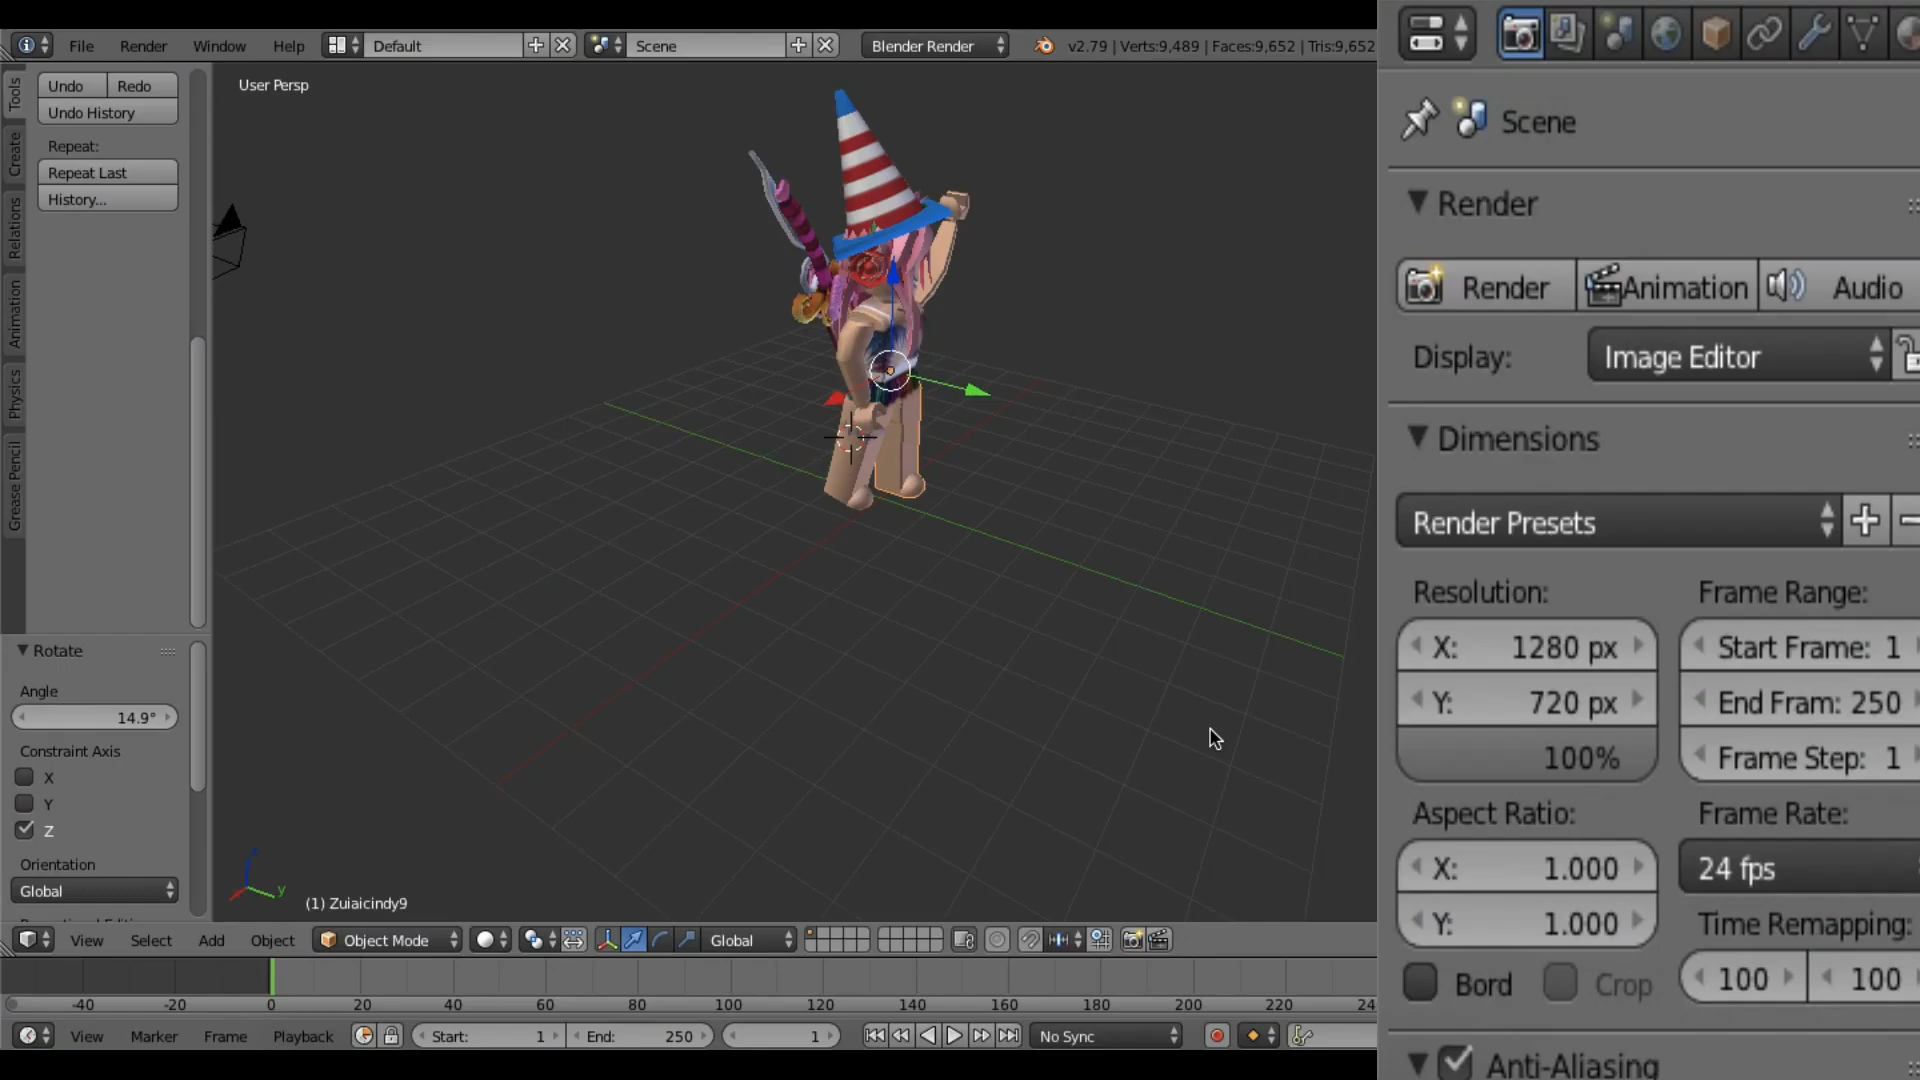 File Render Window Help Default Scene Blender Render v2.79 | Verts:9,489 | Faces:9,652 | Tris:9,652
Tools
Create
Relations
Animation
Physics
Grease Pencil
Undo Redo
Undo History
Repeat:
Repeat Last
History...
Rotate
Angle
14.9°
Constraint Axis
X
Y
Z
Orientation
Global
User Persp
(1) Zuiaicindy9
z
y
View Select Add Object Object Mode Global
-40 -20 0 20 40 60 80 100 120 140 160 180 200 220
View Marker Frame Playback Start: 1 End: 250 1 No Sync
Scene
Render
Render Animation Audio
Display: Image Editor
Dimensions
Render Presets
Resolution: Frame Range:
X: 1280 px Start Frame: 1
Y: 720 px End Fram: 250
100% Frame Step: 1
Aspect Ratio: Frame Rate:
X: 1.000 24 fps
Y: 1.000 Time Remapping:
Bord Crop 100 100
Anti-Aliasing